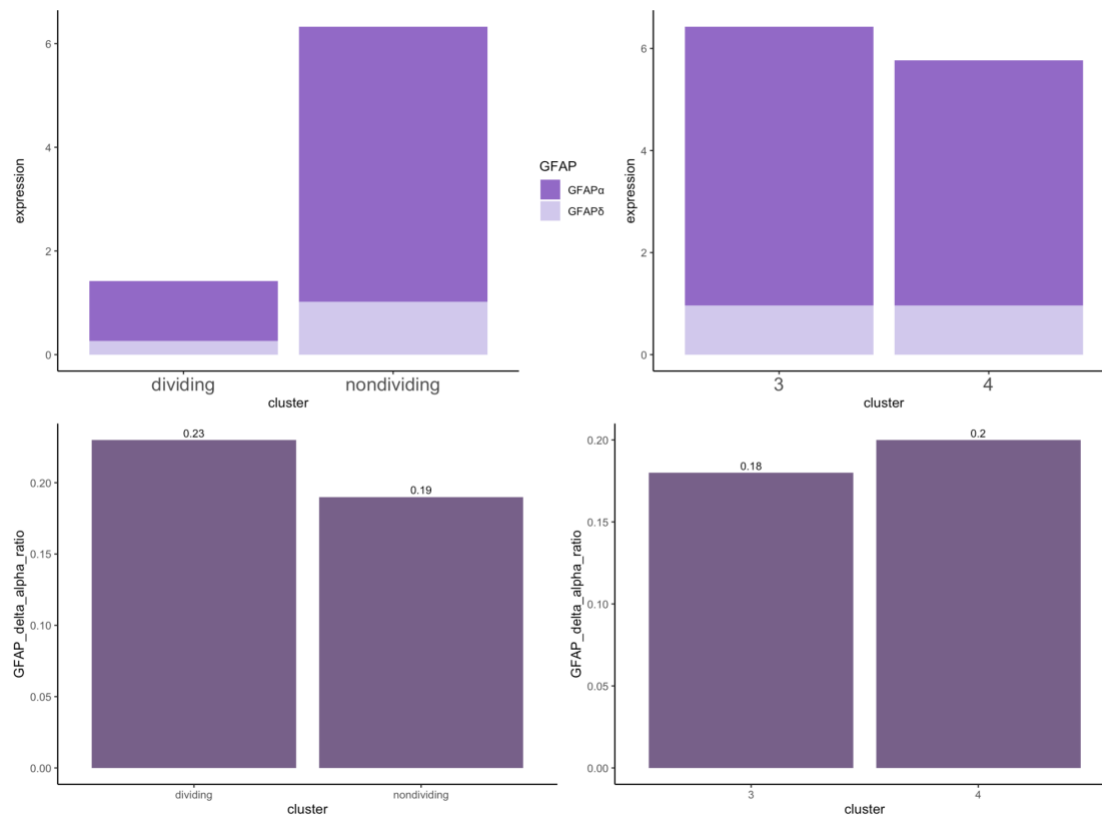 6
4
2
0
expression
dividing
nondividing
cluster
GFAP
GFAPα
GFAPδ
6
4
2
0
expression
3
4
cluster
0.23
0.19
0.20
0.15
0.10
0.05
0.00
GFAP_delta_alpha_ratio
dividing
nondividing
cluster
0.18
0.2
0.20
0.15
0.10
0.05
0.00
GFAP_delta_alpha_ratio
3
4
cluster